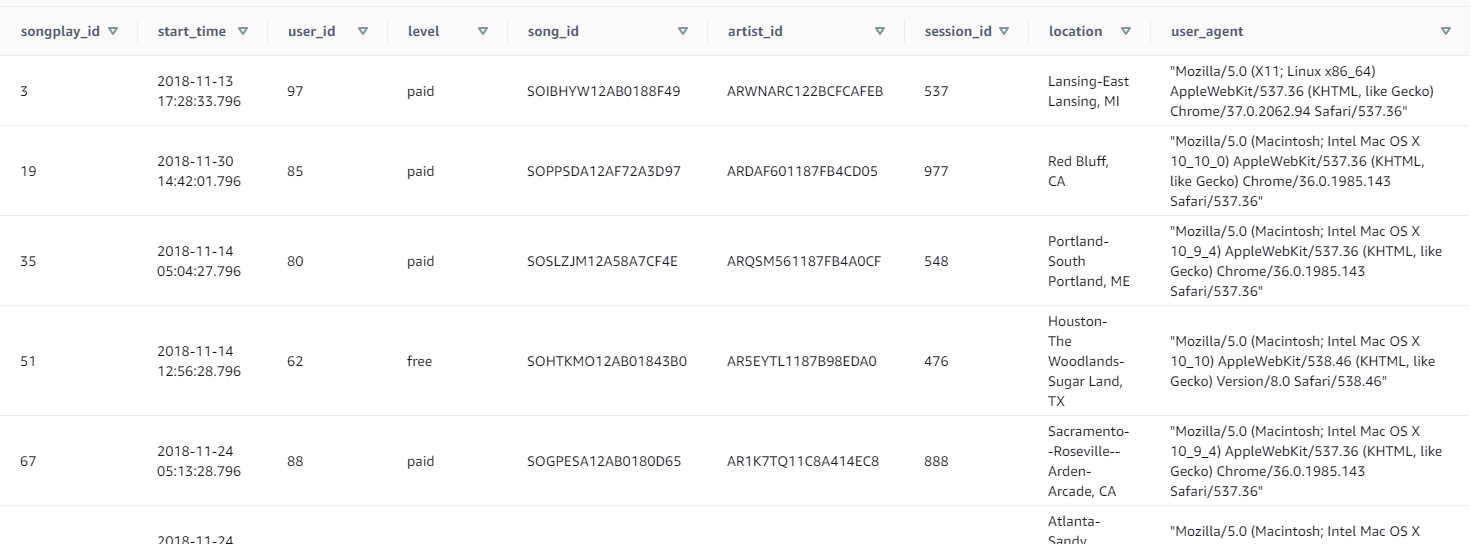 songplay_id start_time user_id level song_id artist_id session_id location user_agent
3
2018-11-13
17:28:33.796
97
paid
SOIBHYW12AB0188F49
ARWNARC122BCFCAFEB
537
Lansing-East
Lansing, MI
"Mozilla/5.0 (X11; Linux x86_64)
AppleWebKit/537.36 (KHTML, like Gecko)
Chrome/37.0.2062.94 Safari/537.36"
19
2018-11-30
14:42:01.796
85
paid
SOPPSDA12AF72A3D97
ARDAF601187FB4CD05
977
Red Bluff,
CA
"Mozilla/5.0 (Macintosh; Intel Mac OS X
10_10_0) AppleWebKit/537.36 (KHTML,
like Gecko) Chrome/36.0.1985.143
Safari/537.36"
35
2018-11-14
05:04:27.796
80
paid
SOSLZJM12A58A7CF4E
ARQSM561187FB4A0CF
548
Portland-
South
Portland, ME
"Mozilla/5.0 (Macintosh; Intel Mac OS X
10_9_4) AppleWebKit/537.36 (KHTML, like
Gecko) Chrome/36.0.1985.143
Safari/537.36"
51
2018-11-14
12:56:28.796
62
free
SOHTKMO12AB01843B0
AR5EYTL1187B98EDA0
476
Houston-
The
Woodlands-
Sugar Land,
TX
"Mozilla/5.0 (Macintosh; Intel Mac OS X
10_10) AppleWebKit/538.46 (KHTML, like
Gecko) Version/8.0 Safari/538.46"
67
2018-11-24
05:13:28.796
88
paid
SOGPESA12AB0180D65
AR1K7TQ11C8A414EC8
888
Sacramento-
-Roseville--
Arden-
Arcade, CA
"Mozilla/5.0 (Macintosh; Intel Mac OS X
10_9_4) AppleWebKit/537.36 (KHTML, like
Gecko) Chrome/36.0.1985.143
Safari/537.36"
2018-11-24
Atlanta-
Sandy
"Mozilla/5.0 (Macintosh; Intel Mac OS X